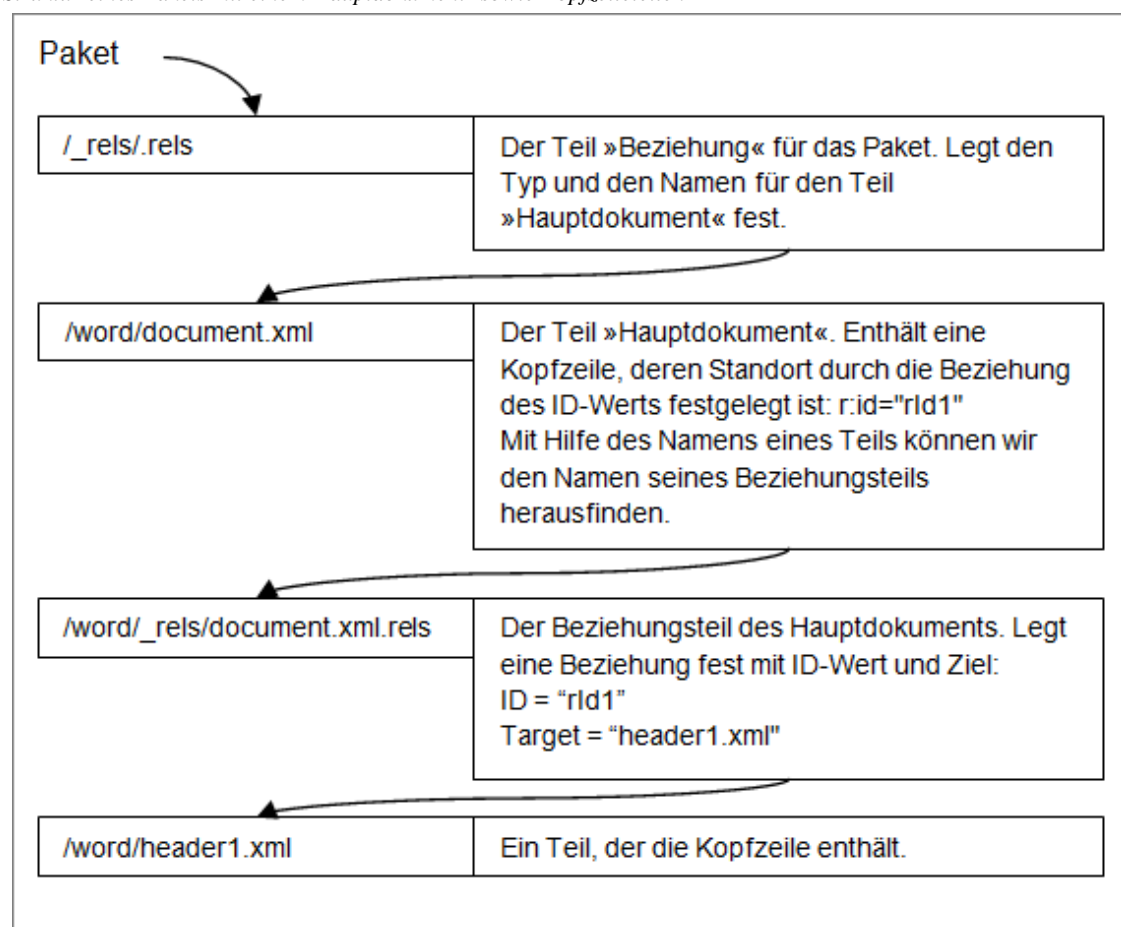 Paket
/_rels/.rels
Der Teil »Beziehung« für das Paket. Legt den
Typ und den Namen für den Teil
»Hauptdokument« fest.
/word/document.xml
Der Teil »Hauptdokument«. Enthält eine
Kopfzeile, deren Standort durch die Beziehung
des ID-Werts festgelegt ist: r:id="rId1"
Mit Hilfe des Namens eines Teils können wir
den Namen seines Beziehungsteils
herausfinden.
/word/_rels/document.xml.rels
Der Beziehungsteil des Hauptdokuments. Legt
eine Beziehung fest mit ID-Wert und Ziel:
ID = “rId1”
Target = “header1.xml"
/word/header1.xml
Ein Teil, der die Kopfzeile enthält.